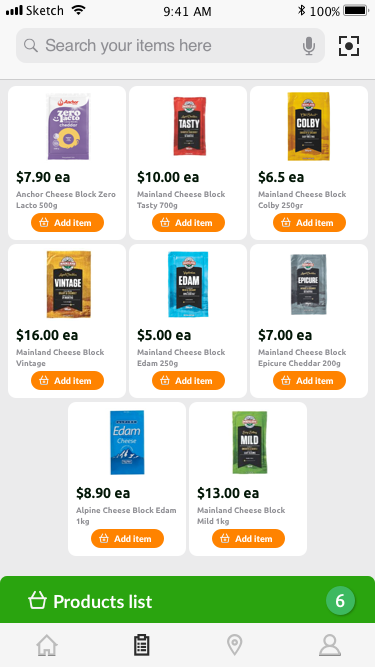 Sketch 9:41 AM 100%
Search your items here
Anchor
zero
lacto
cheddar
TASTY
COLBY
$7.90 ea $10.00 ea $6.5 ea
Anchor Cheese Block Zero Mainland Cheese Block Mainland Cheese Block
Lacto 500g Tasty 700g Colby 250gr
Add item Add item Add item
VINTAGE
EDAM
EPICURE
$16.00 ea $5.00 ea $7.00 ea
Mainland Cheese Block Mainland Cheese Block Mainland Cheese Block
Vintage Edam 250g Epicure Cheddar 200g
Add item Add item Add item
Edam
Cheese
MILD
$8.90 ea $13.00 ea
Alpine Cheese Block Edam Mainland Cheese Block
1kg Mild 1kg
Add item Add item
Products list 6